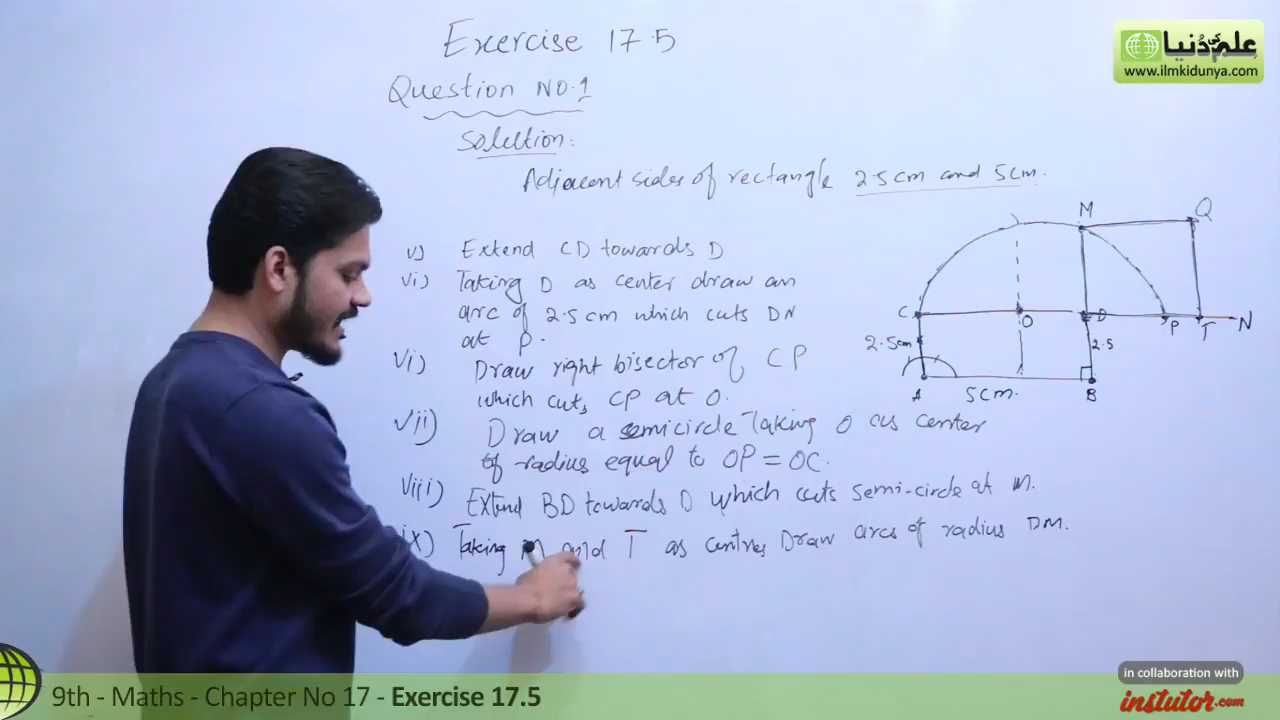 Exercise 17.5
علم کی دُنیا
www.ilmkidunya.com
Question NO.1
Solution:
Adjacent sides of rectangle 2.5cm and 5cm.
v) Extend CD towards D
vi) Taking D as center draw an
arc of 2.5cm which cuts DN
at P.
vi) Draw right bisector of CP
which cuts CP at O.
vii) Draw a semicircle Taking O as center
of radius equal to OP = OC.
viii) Extend BD towards D which cuts semi-circle at M.
ix) Taking M and T as centres Draw arcs of radius DM.
M Q
C O D P T N
2.5cm 2.5
A 5cm. B
in collaboration with
instutor.com
9th - Maths - Chapter No 17 - Exercise 17.5